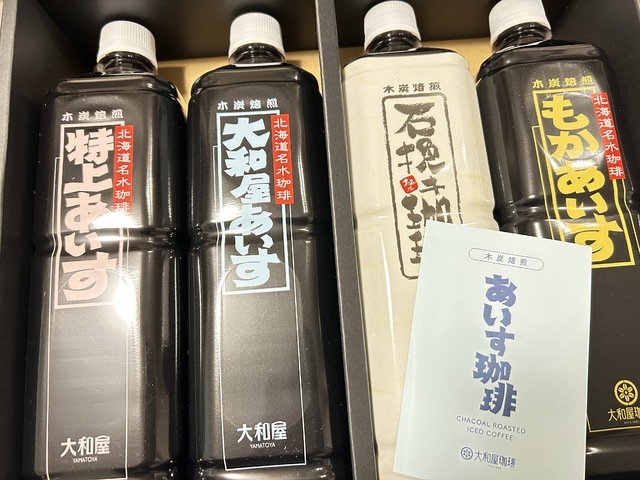 木炭焙煎
北海道名水珈琲
特上あいす
大和屋
YAMATOYA
木炭焙煎
北海道名水珈琲
大和屋あいす
大和屋
YAMATOYA
木炭焙煎
石挽き珈琲
木炭焙煎
北海道名水珈琲
もかあいす
大和屋珈
木炭焙煎
あいす珈琲
CHACOAL ROASTED
ICED COFFEE
大和屋珈琲